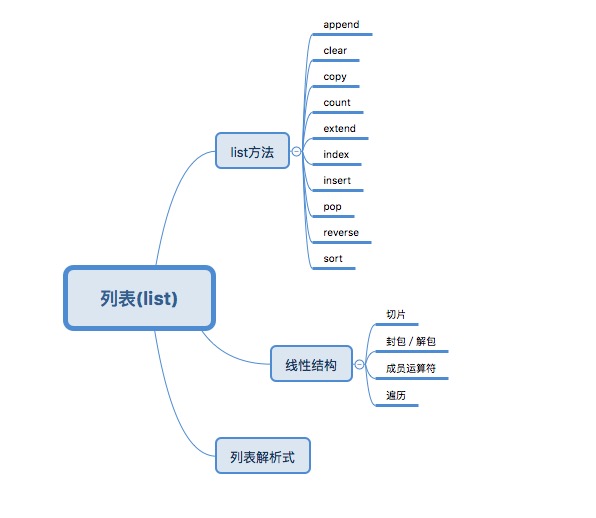 列表(list)
list方法
append
clear
copy
count
extend
index
insert
pop
reverse
sort
线性结构
切片
封包 / 解包
成员运算符
遍历
列表解析式